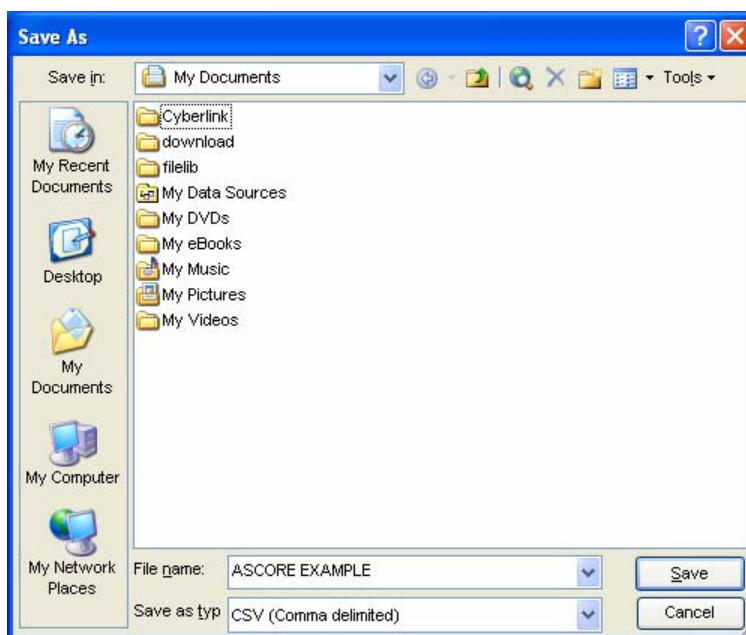 Save As
Save in:
My Documents
Tools
My Recent
Documents
Desktop
My
Documents
My Computer
My Network
Places
Cyberlink
download
filelib
My Data Sources
My DVDs
My eBooks
My Music
My Pictures
My Videos
File name:
ASCORE EXAMPLE
Save
Save as typ
CSV (Comma delimited)
Cancel